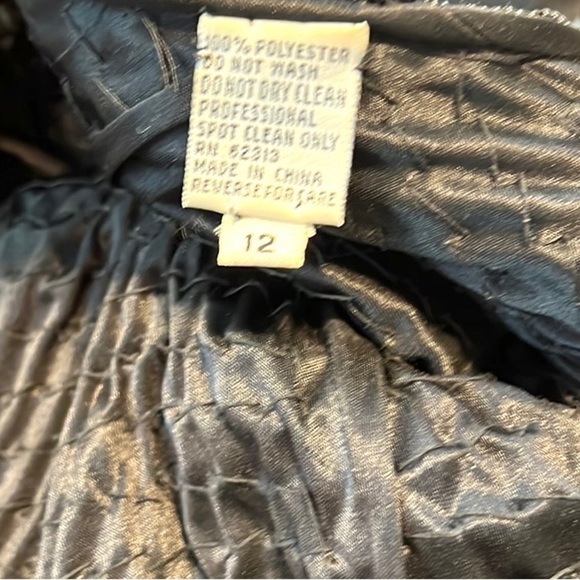 100% POLYESTER
DO NOT WASH
DO NOT DRY CLEAN
PROFESSIONAL
SPOT CLEAN ONLY
RN 62313
MADE IN CHINA
REVERSE FOR CARE
12